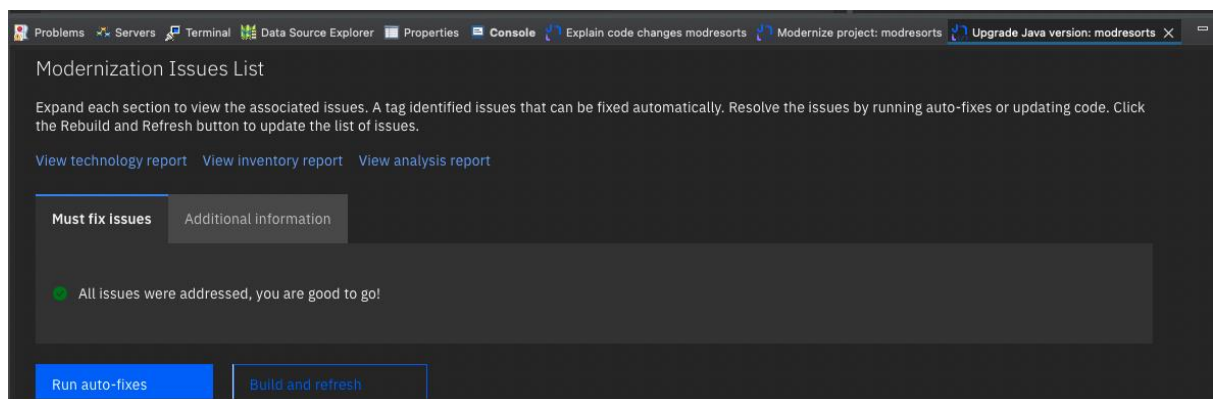 Problems Servers Terminal Data Source Explorer Properties Console Explain code changes modresorts Modernize project: modresorts Upgrade Java version: modresorts
Modernization Issues List
Expand each section to view the associated issues. A tag identified issues that can be fixed automatically. Resolve the issues by running auto-fixes or updating code. Click
the Rebuild and Refresh button to update the list of issues.
View technology report View inventory report View analysis report
Must fix issues Additional information
All issues were addressed, you are good to go!
Run auto-fixes Build and refresh